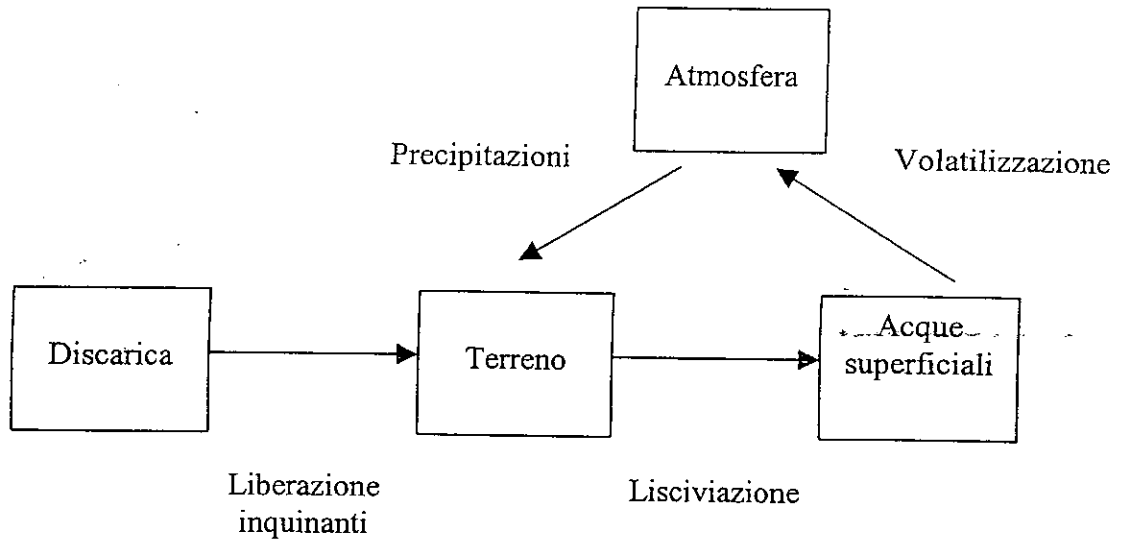 Atmosfera
Precipitazioni
Volatilizzazione
Discarica
Terreno
Acque
superficiali
Liberazione
inquinanti
Lisciviazione